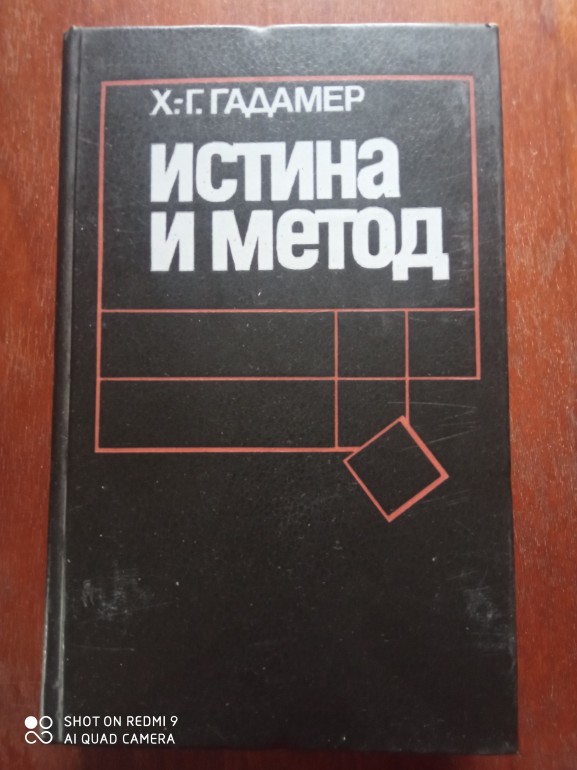 Х.-Г. ГАДАМЕР
ИСТИНА
И МЕТОД
SHOT ON REDMI 9
AI QUAD CAMERA